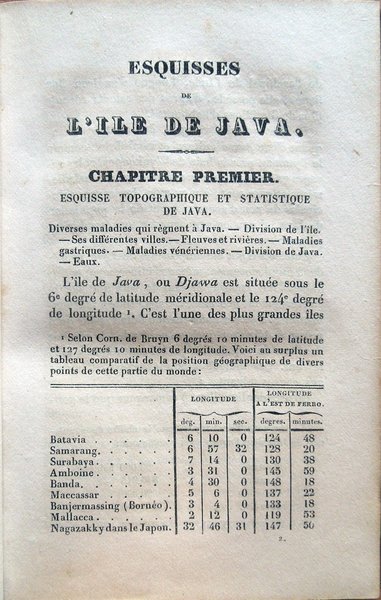 ESQUISSES
DE
L'ILE DE JAVA.
CHAPITRE PREMIER.
ESQUISSE TOPOGRAPHIQUE ET STATISTIQUE
DE JAVA.
Diverses maladies qui règnent à Java. — Division de l'île.
— Ses différentes villes. — Fleuves et rivières. — Maladies
gastriques. — Maladies vénériennes. — Division de Java.
— Eaux.
L'île de Java, ou Djawa est située sous le
6e degré de latitude méridionale et le 124e degré
de longitude 1. C'est l'une des plus grandes îles
1 Selon Corn. de Bruyn 6 degrés 10 minutes de latitude
et 127 degrés 10 minutes de longitude. Voici au surplus un
tableau comparatif de la position géographique de divers
points de cette partie du monde :
LONGITUDE LONGITUDE
A L'EST DE FERRO.
deg. min. sec. degres. minutes.
Batavia . . . . . 6 10 0 124 48
Samarang. . . . . 6 57 32 128 20
Surabaya. . . . . 7 14 0 130 38
Amboine . . . . . 3 31 0 145 59
Banda. . . . . . 4 30 0 148 18
Maccassar . . . . 5 6 0 137 22
Banjermassing (Bornéo). 3 4 0 133 18
Mallacca. . . . . 2 12 0 119 53
Nagazakky dans le Japon. 32 46 31 147 50
2.